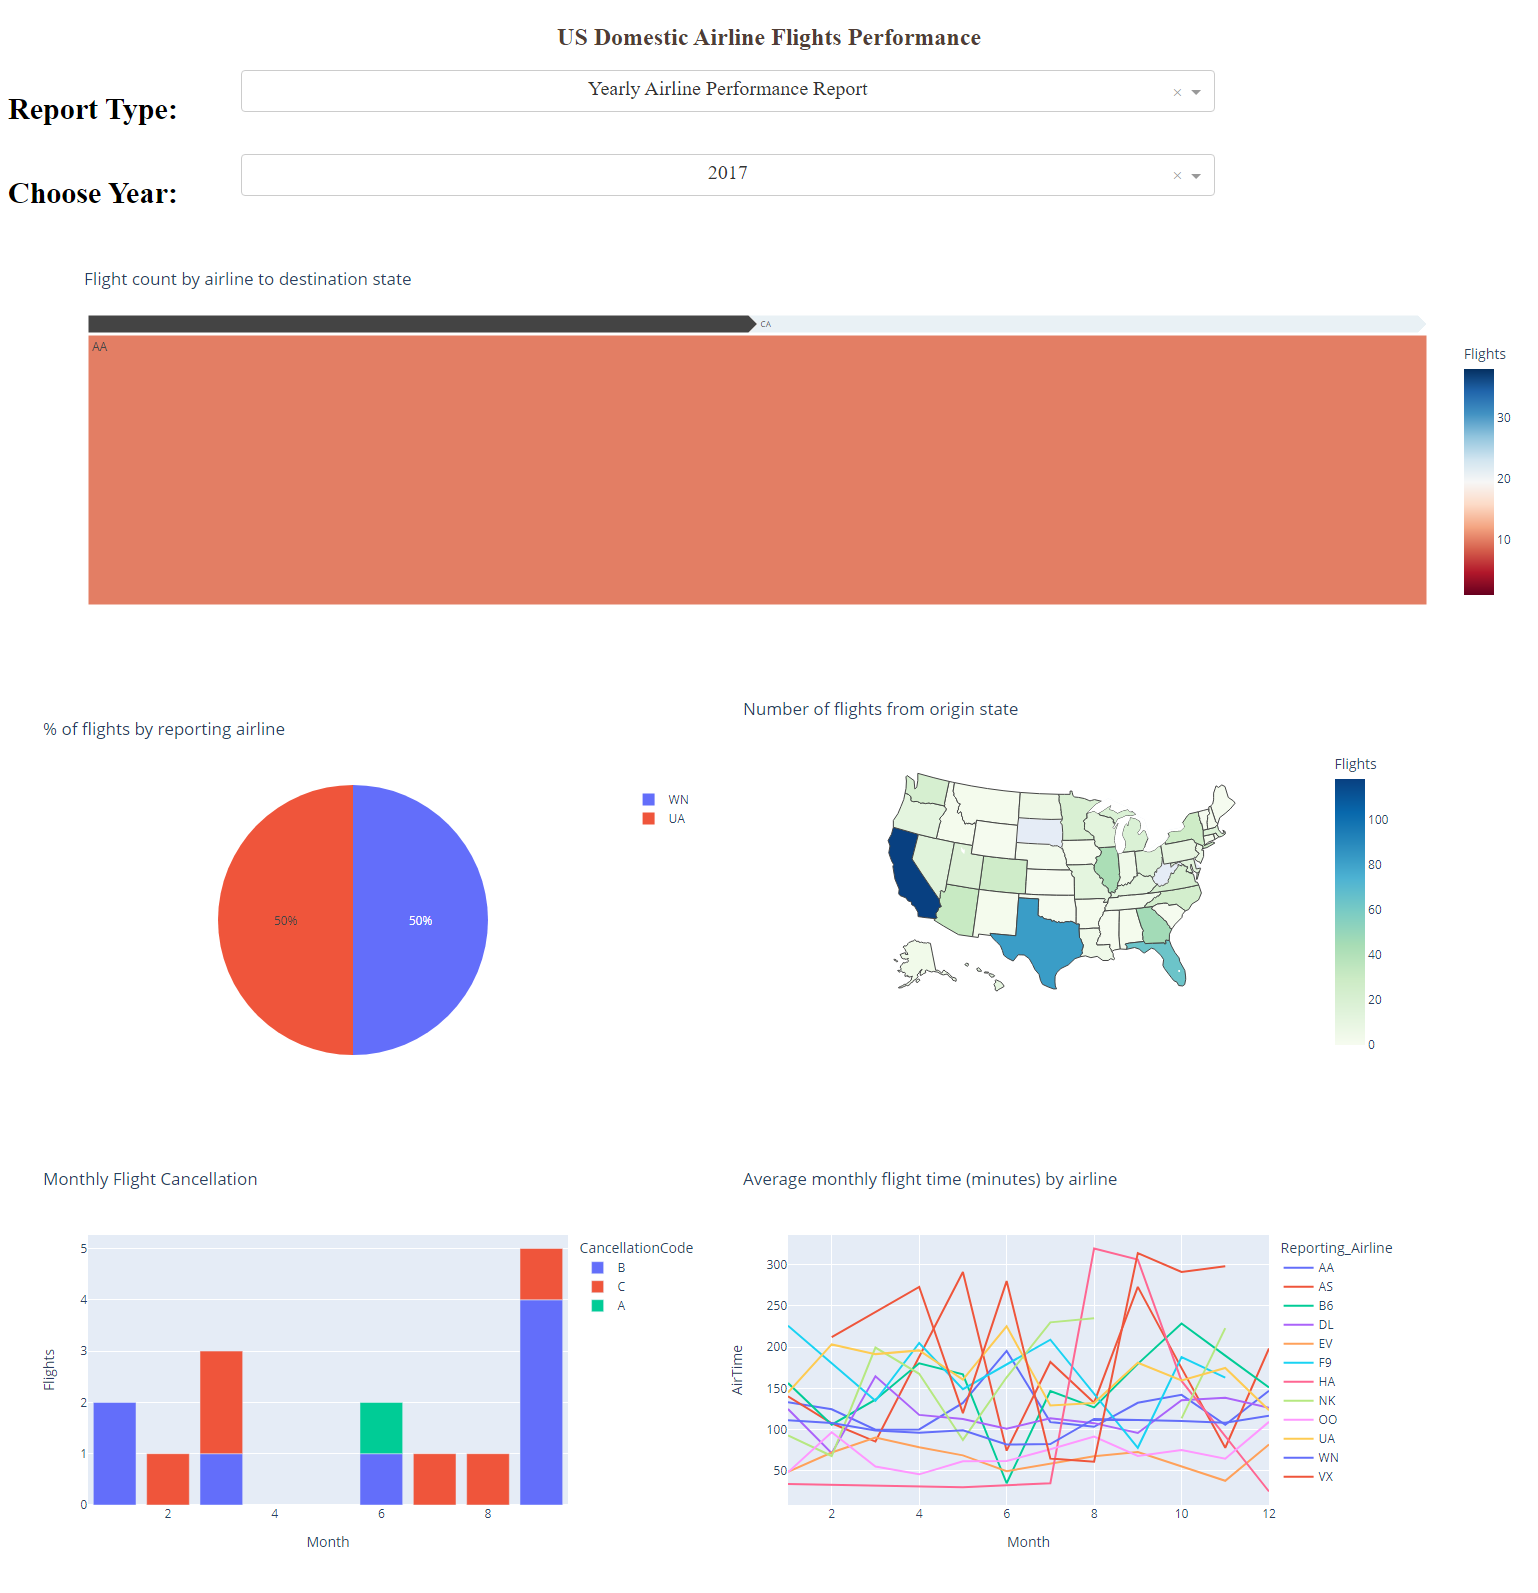 US Domestic Airline Flights Performance
Report Type:
Yearly Airline Performance Report
×
Choose Year:
2017
×
Flight count by airline to destination state
CA
AA
Flights
30
20
10
% of flights by reporting airline
WN
UA
50%
50%
Number of flights from origin state
Flights
100
80
60
40
20
0
Monthly Flight Cancellation
5
4
3
2
1
0
Flights
2
4
6
8
Month
CancellationCode
B
C
A
Average monthly flight time (minutes) by airline
300
250
200
150
100
50
AirTime
2
4
6
8
10
12
Month
Reporting_Airline
AA
AS
B6
DL
EV
F9
HA
NK
OO
UA
WN
VX